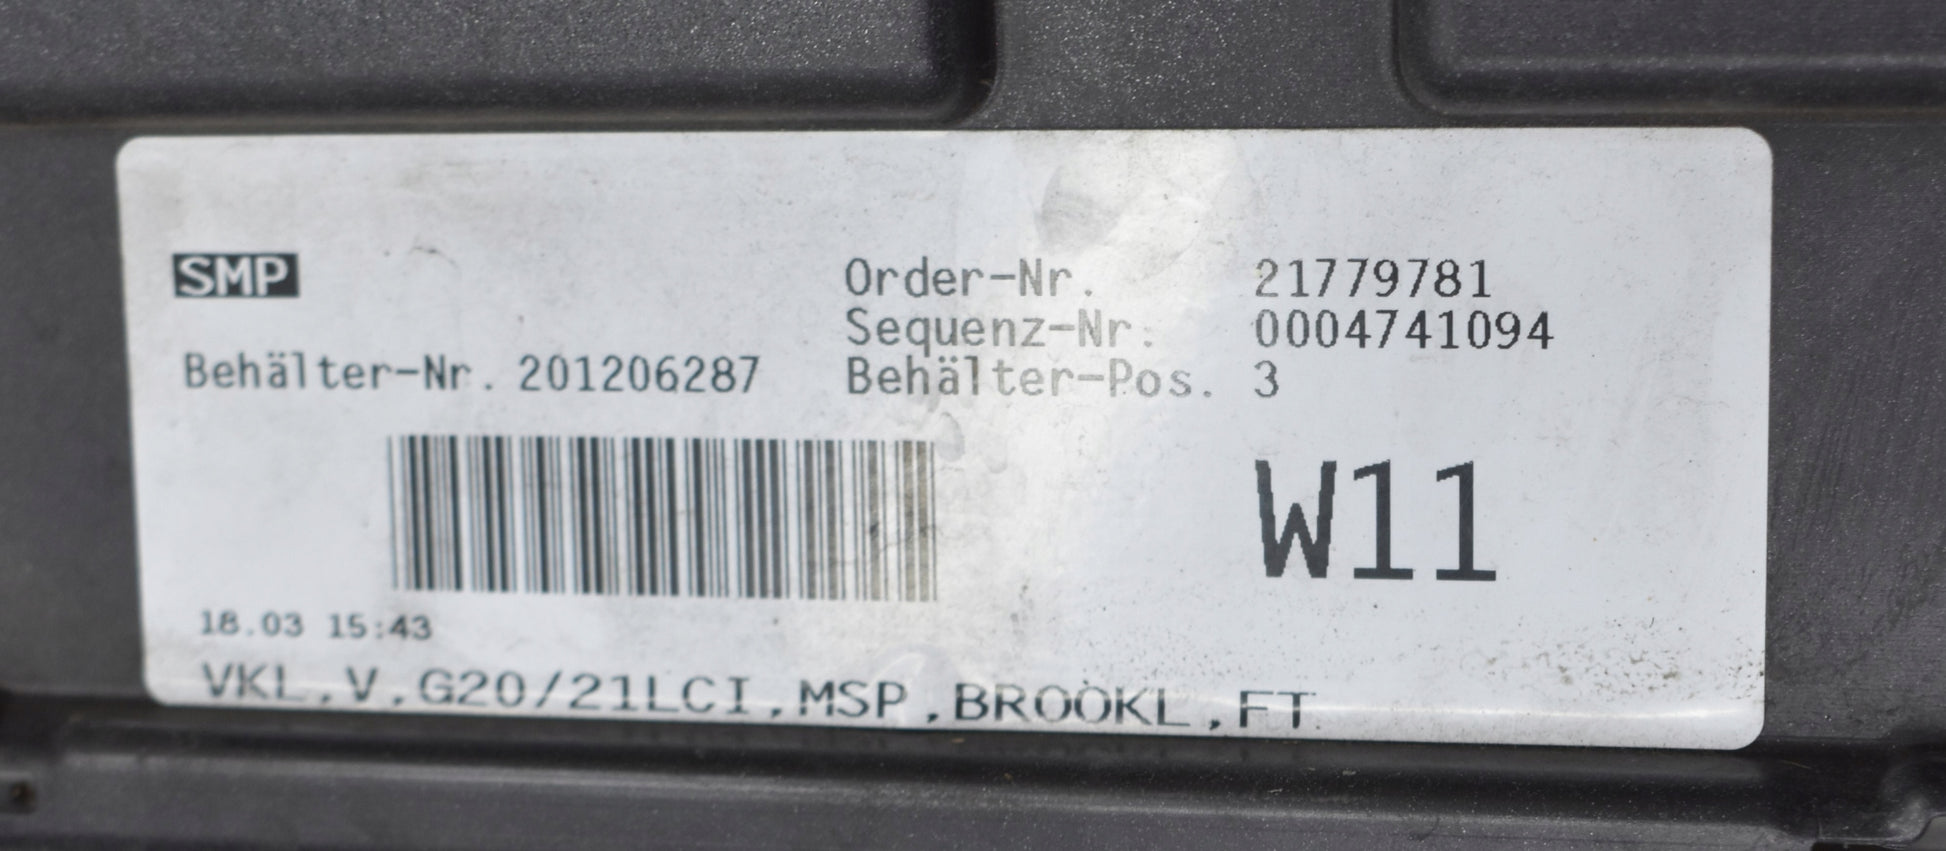 SMP
Order-Nr. 21779781
Sequenz-Nr. 0004741094
Behälter-Nr. 201206287 Behälter-Pos. 3
W11
18.03 15:43
VKL,V,G20/21LCI,MSP,BROOKL,FT